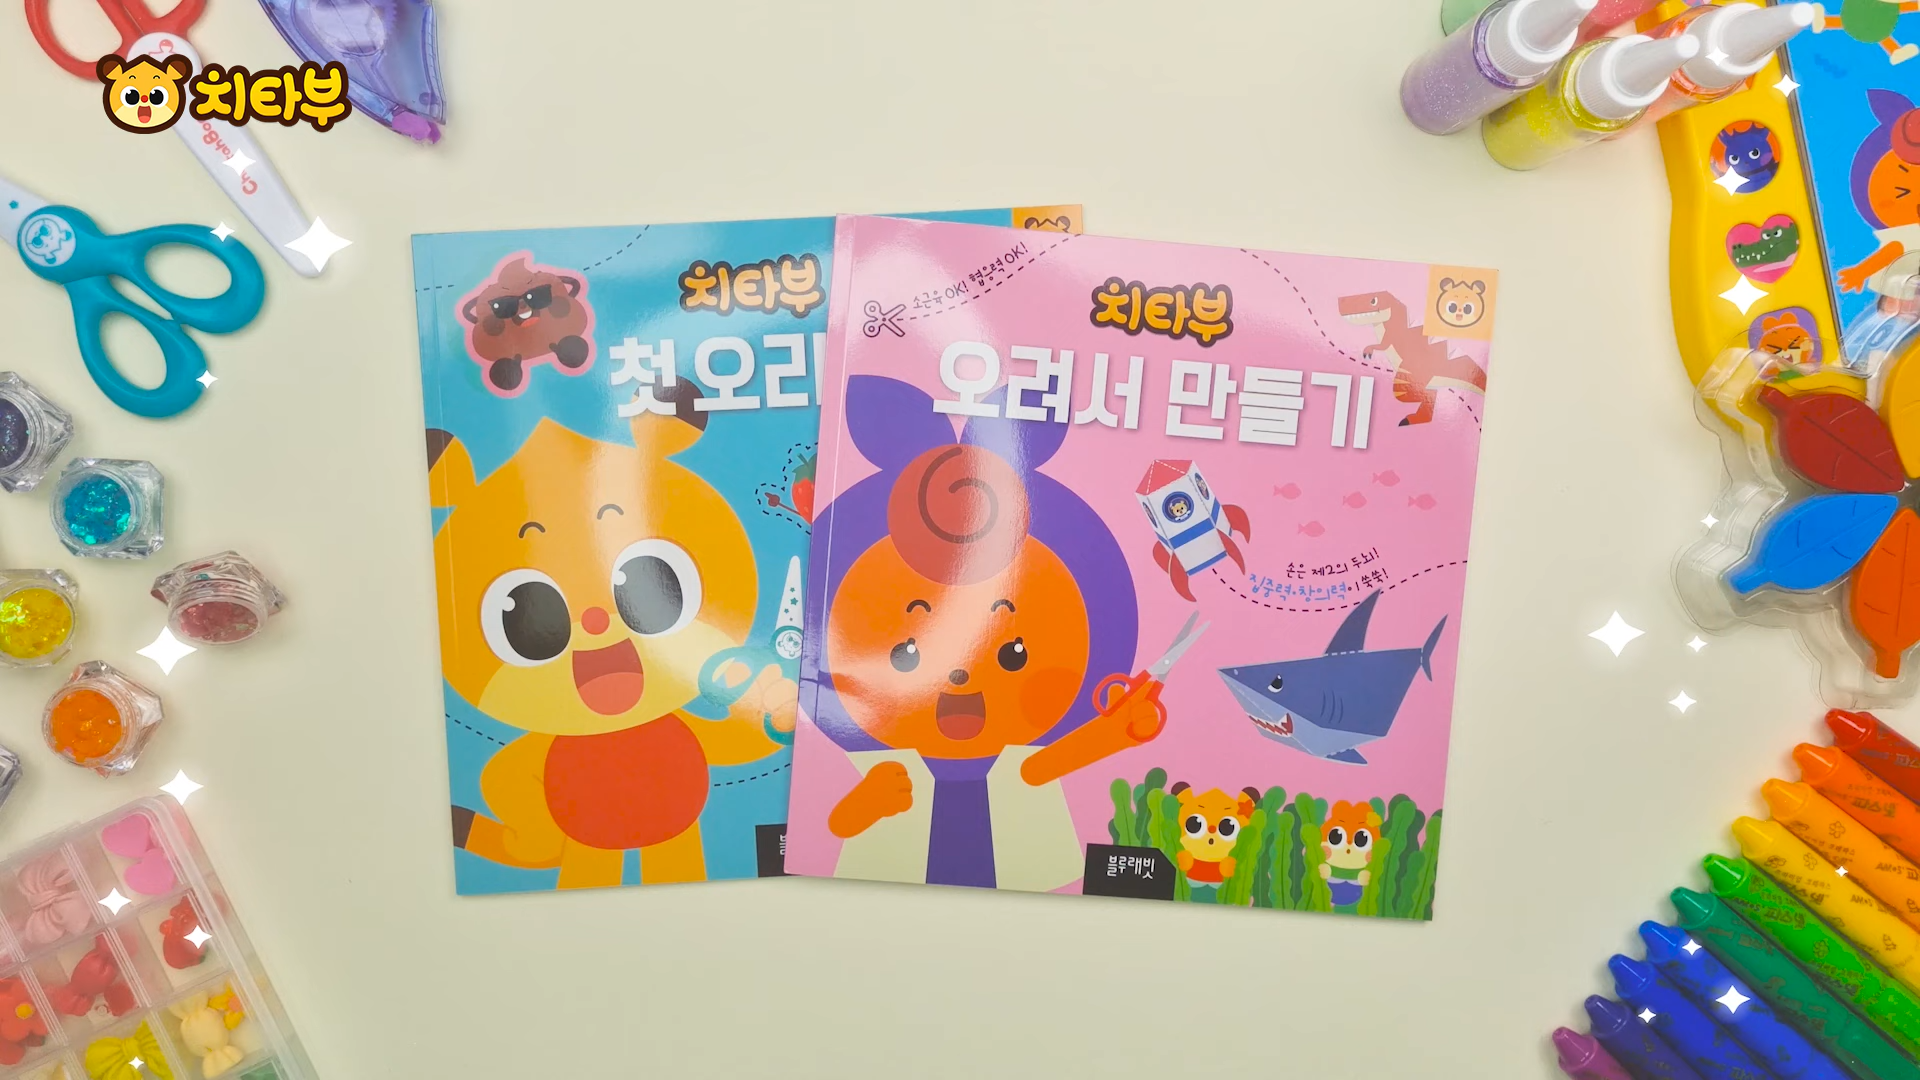 치타부
치타부
첫 오리
소근육 OK! 협응력 OK!
치타부
오려서 만들기
손은 제2의 두뇌!
집중력·창의력이 쑥쑥!
블루래빗